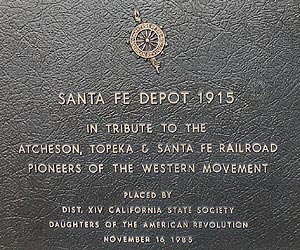 SANTA FE DEPOT 1915
IN TRIBUTE TO THE
ATCHESON, TOPEKA & SANTA FE RAILROAD
PIONEERS OF THE WESTERN MOVEMENT
PLACED BY
DIST. XIV CALIFORNIA STATE SOCIETY
DAUGHTERS OF THE AMERICAN REVOLUTION
NOVEMBER 16, 1985